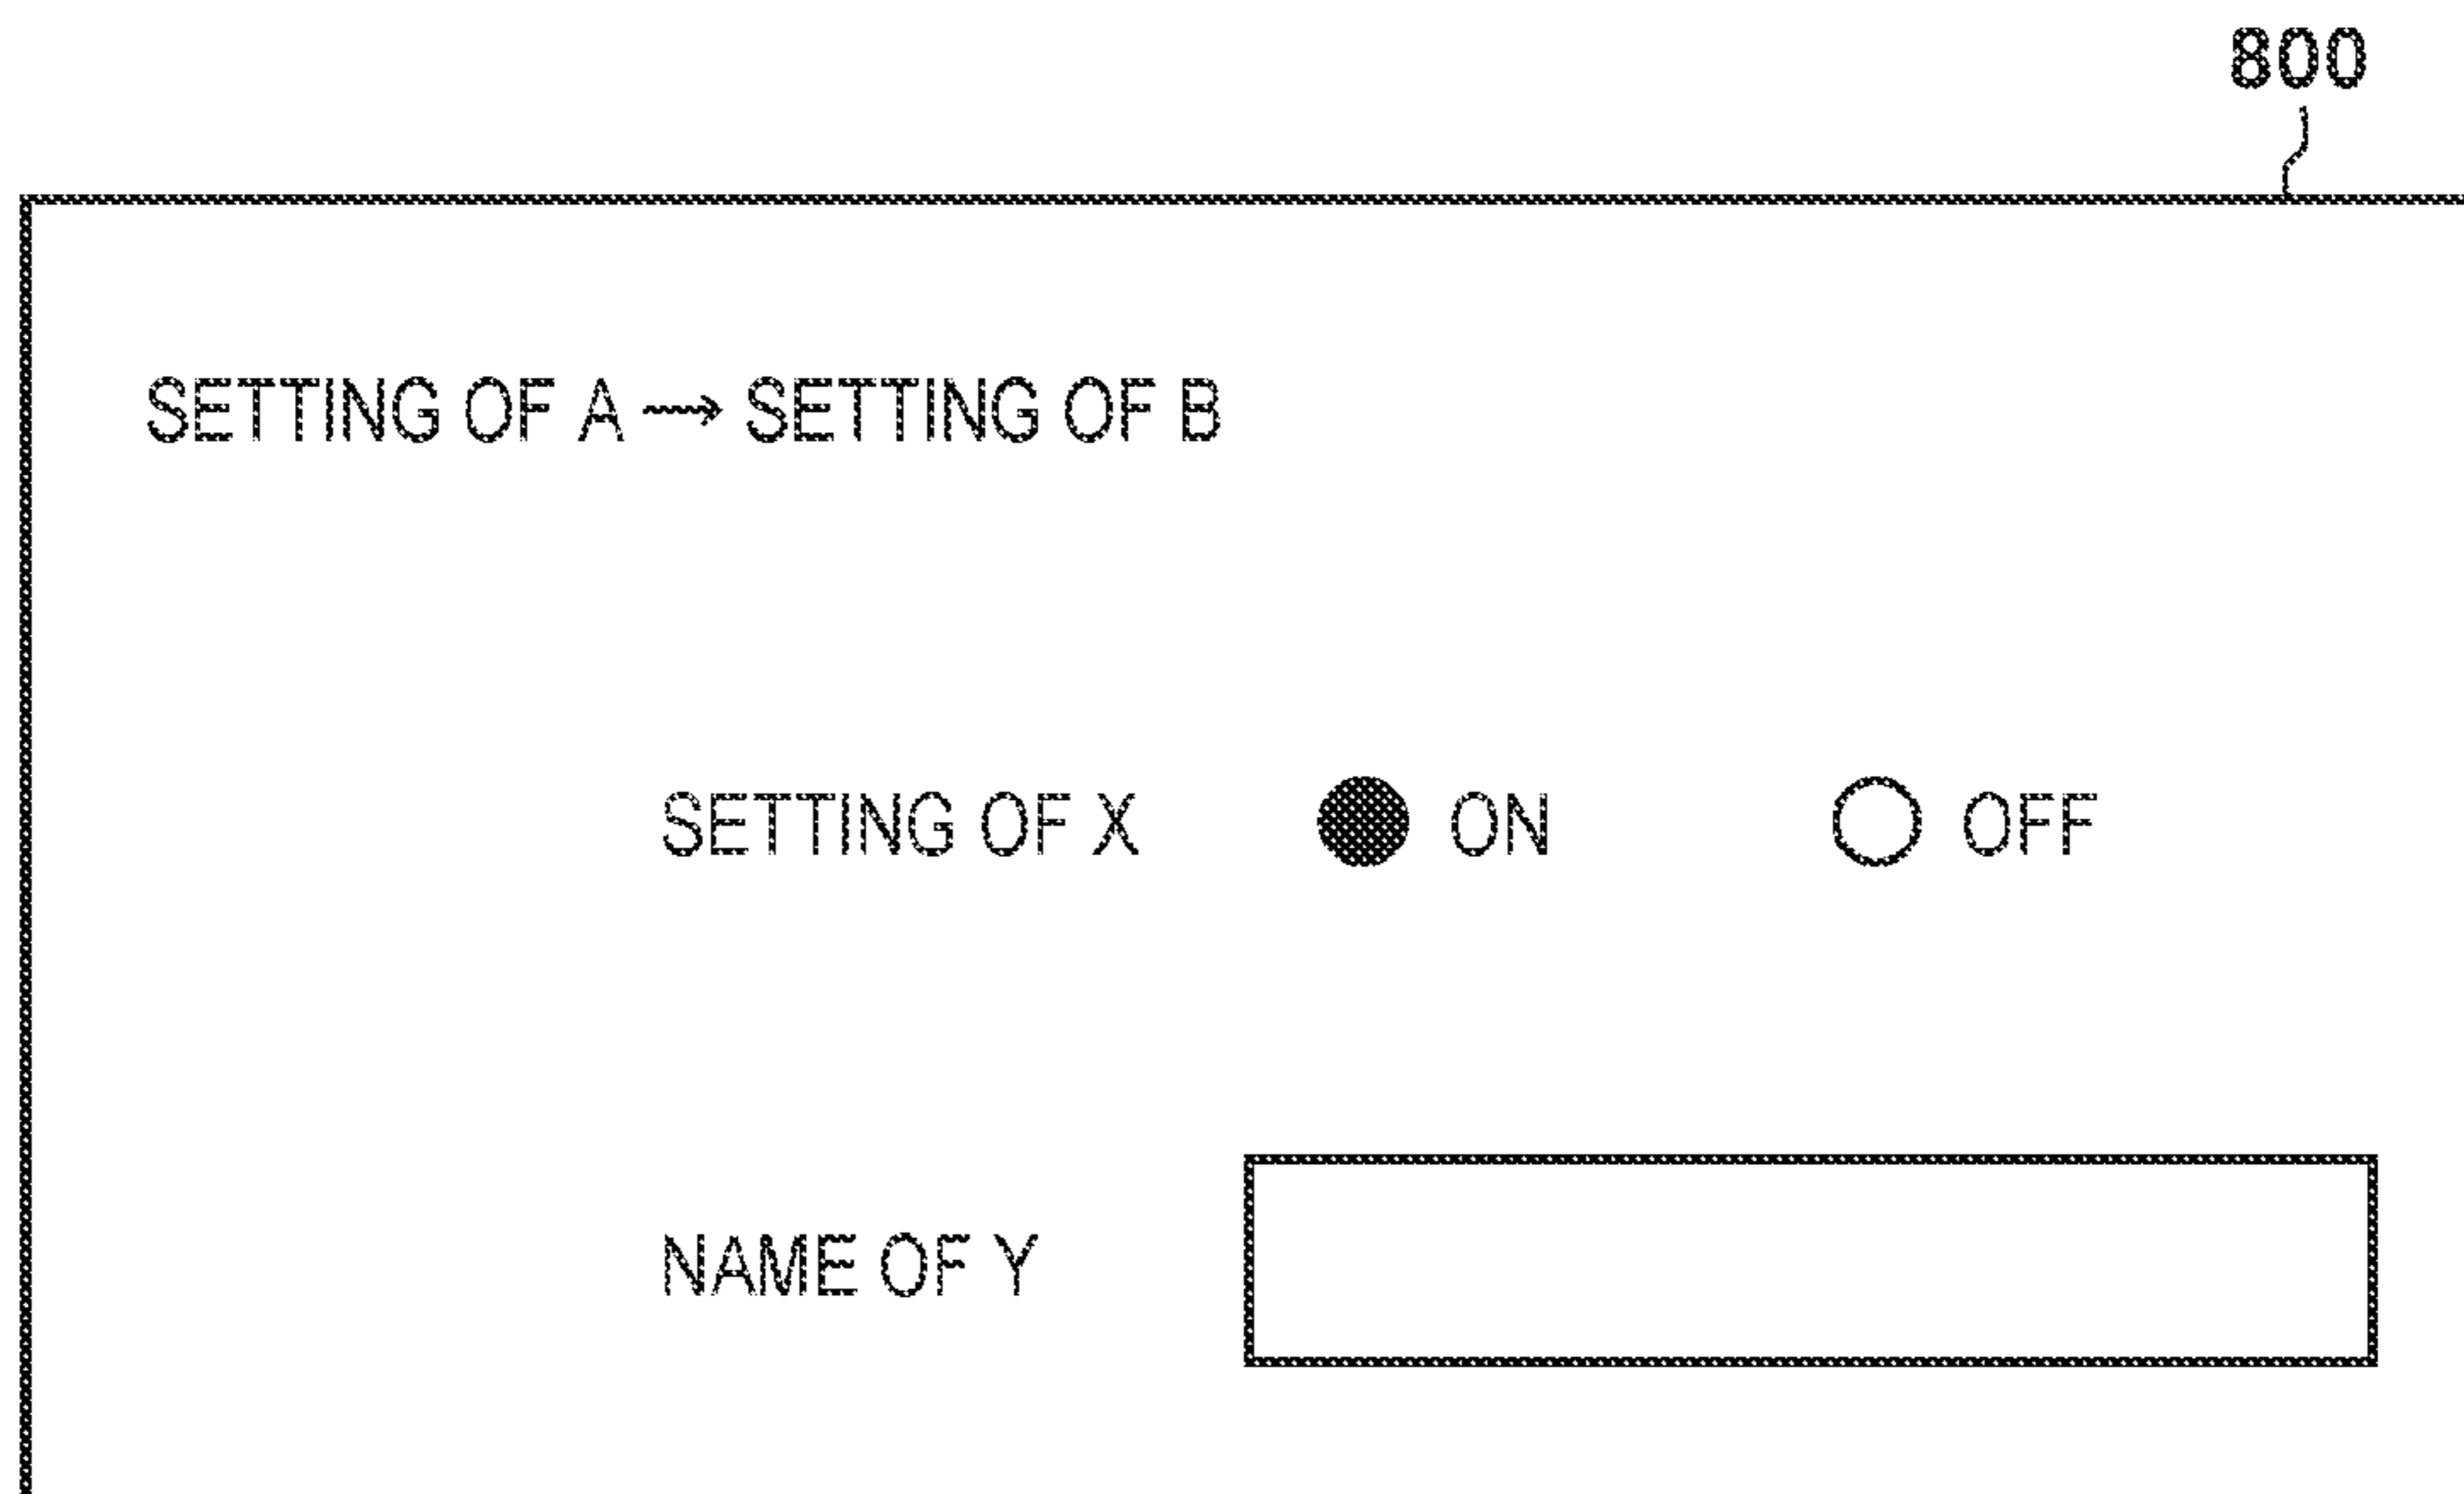 800
SETTING OF A → SETTING OF B
SETTING OF X ON OFF
NAME OF Y